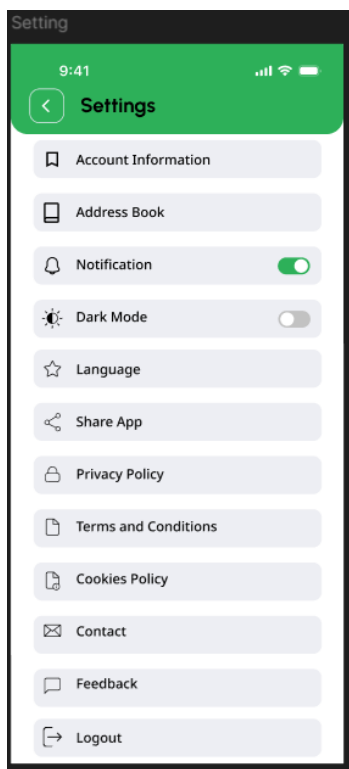 Setting
9:41
Settings
Account Information
Address Book
Notification
Dark Mode
Language
Share App
Privacy Policy
Terms and Conditions
Cookies Policy
Contact
Feedback
Logout